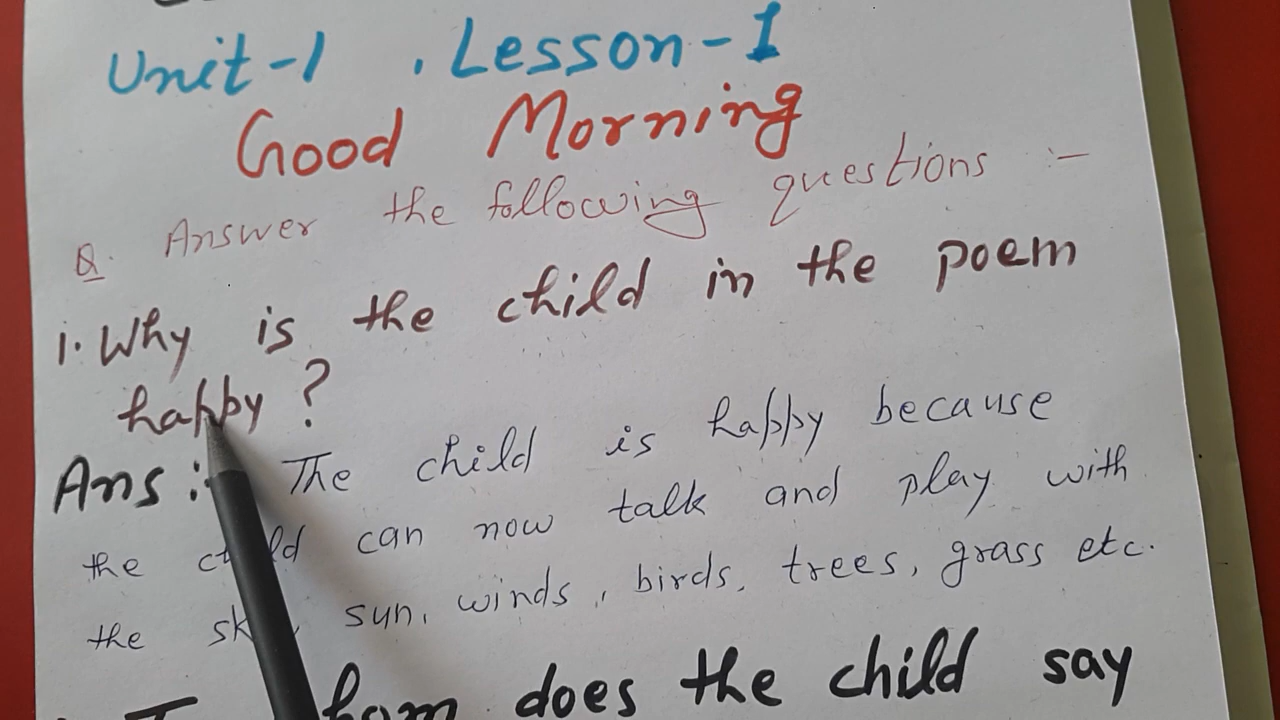 Unit-1 . Lesson-1
Good Morning
Q. Answer the following questions :-
i. Why is the child in the poem
happy ?
Ans :- The child is happy because
the child can now talk and play with
the sun, winds, birds, trees, grass etc.
does the child say